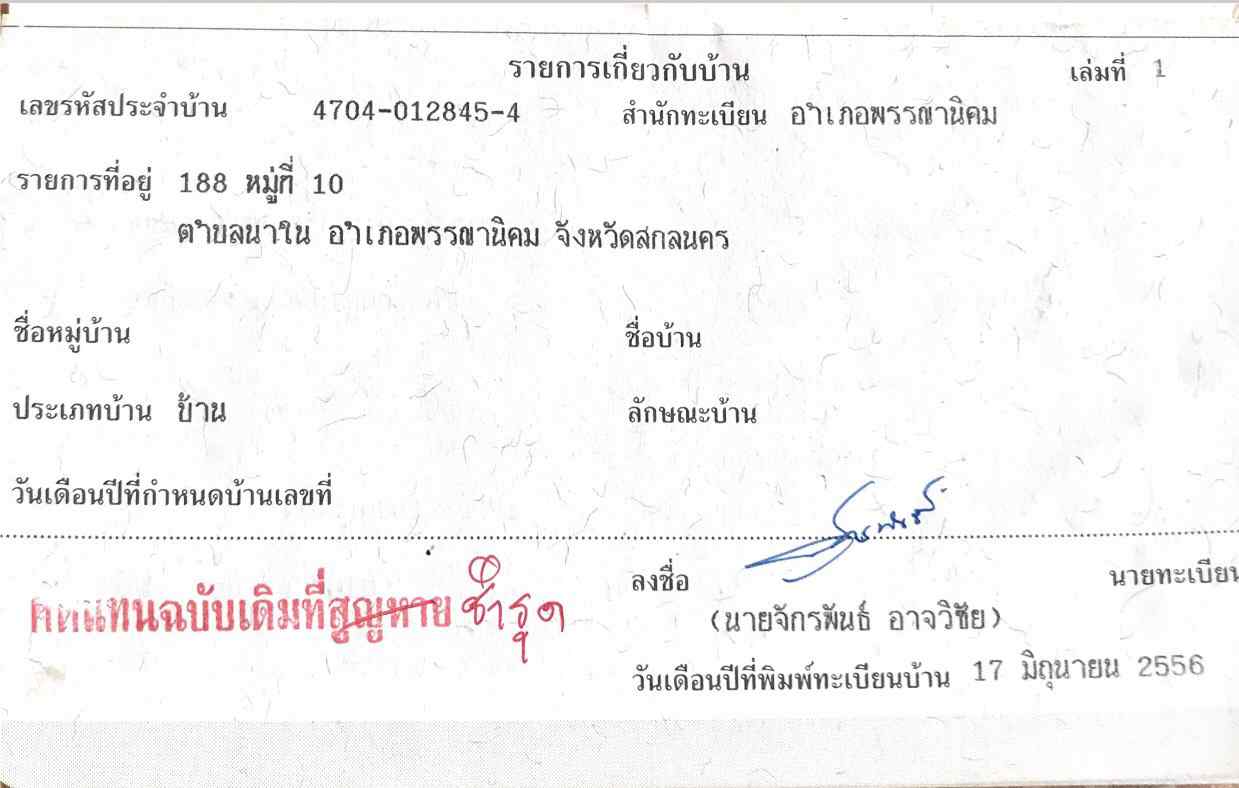 รายการเกี่ยวกับบ้าน เล่มที่ 1
เลขรหัสประจำบ้าน 4704-012845-4 สำนักทะเบียน อำเภอพรรณานิคม
รายการที่อยู่ 188 หมู่ที่ 10
ตำบลนาใน อำเภอพรรณานิคม จังหวัดสกลนคร
ชื่อหมู่บ้าน ชื่อบ้าน
ประเภทบ้าน บ้าน ลักษณะบ้าน
วันเดือนปีที่กำหนดบ้านเลขที่
ลงชื่อ นายทะเบียน
คัดแทนฉบับเดิมที่สูญหาย ชำรุด
(นายจักรพันธ์ อาจวิชัย)
วันเดือนปีที่พิมพ์ทะเบียนบ้าน 17 มิถุนายน 2556